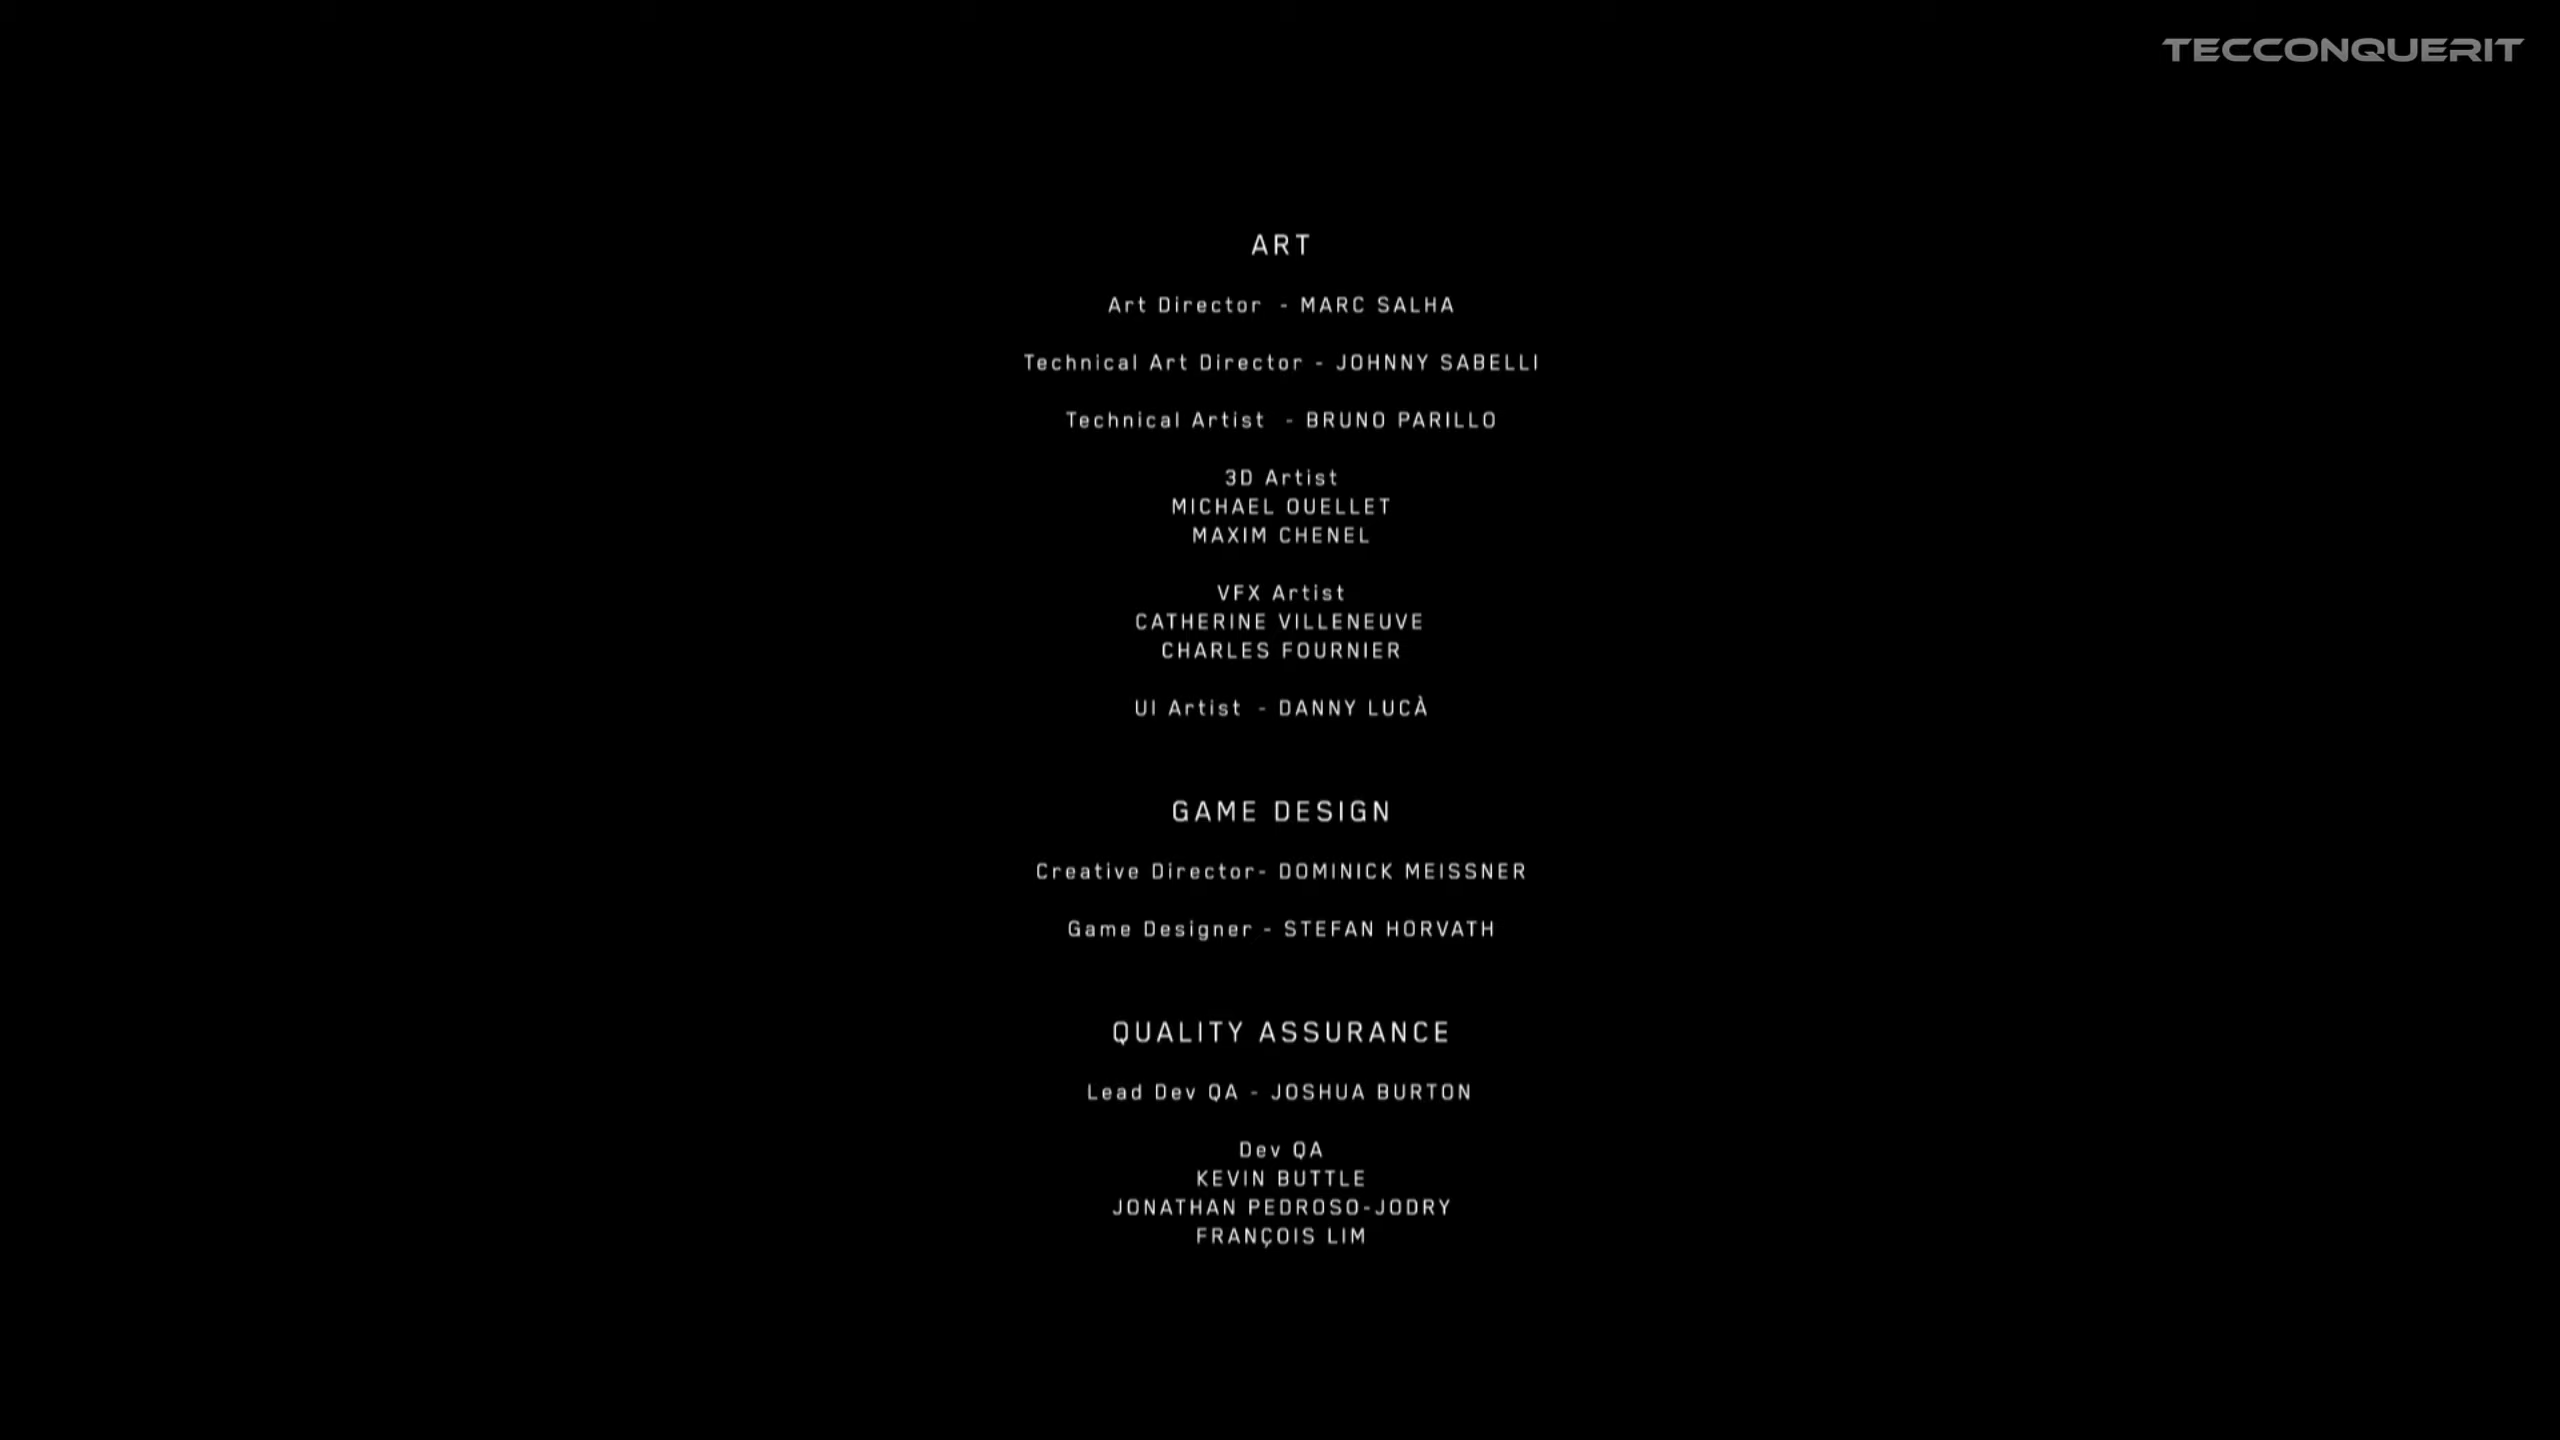 TECCONQUERIT
ART
Art Director - MARC SALHA
Technical Art Director - JOHNNY SABELLI
Technical Artist - BRUNO PARILLO
3D Artist
MICHAEL OUELLET
MAXIM CHENEL
VFX Artist
CATHERINE VILLENEUVE
CHARLES FOURNIER
UI Artist - DANNY LUCÀ
GAME DESIGN
Creative Director- DOMINICK MEISSNER
Game Designer - STEFAN HORVATH
QUALITY ASSURANCE
Lead Dev QA - JOSHUA BURTON
Dev QA
KEVIN BUTTLE
JONATHAN PEDROSO-JODRY
FRANÇOIS LIM